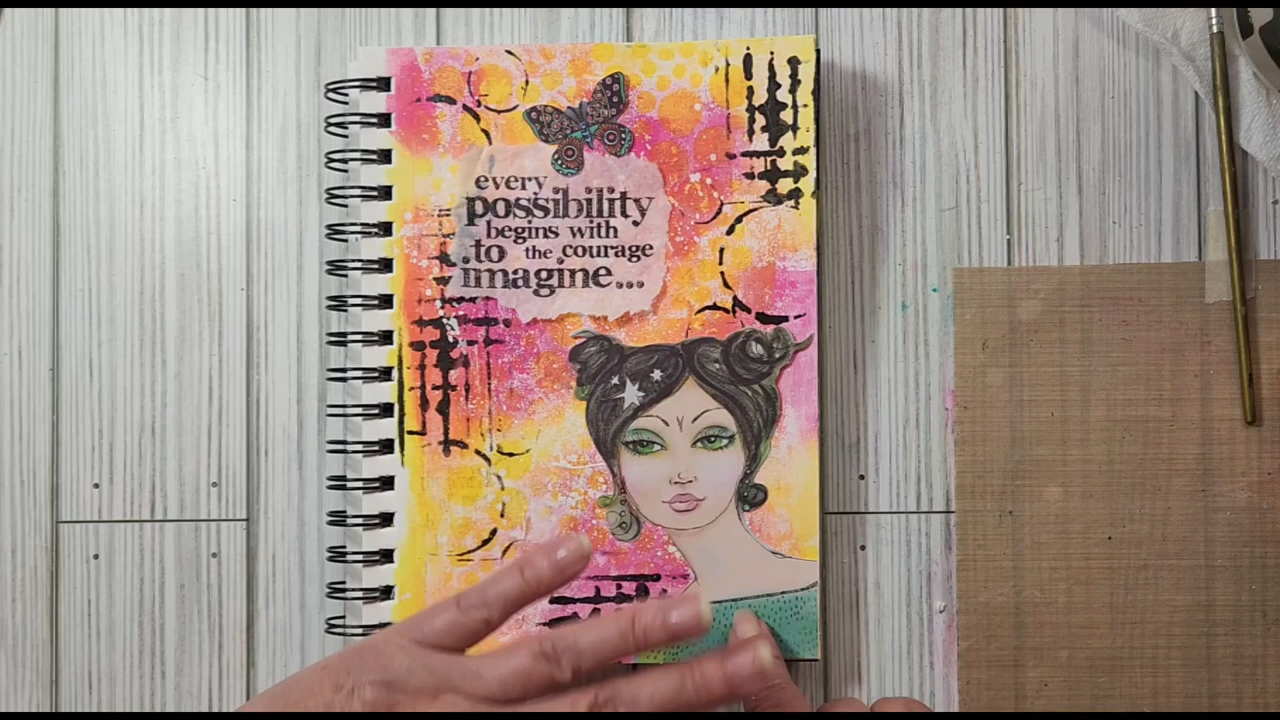 every
possibility
begins with
to the courage
imagine...